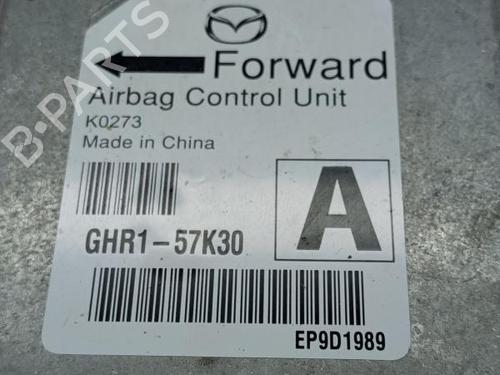 B-PARTS
Forward
Airbag Control Unit
K0273
Made in China
A
GHR1-57K30
EP9D1989